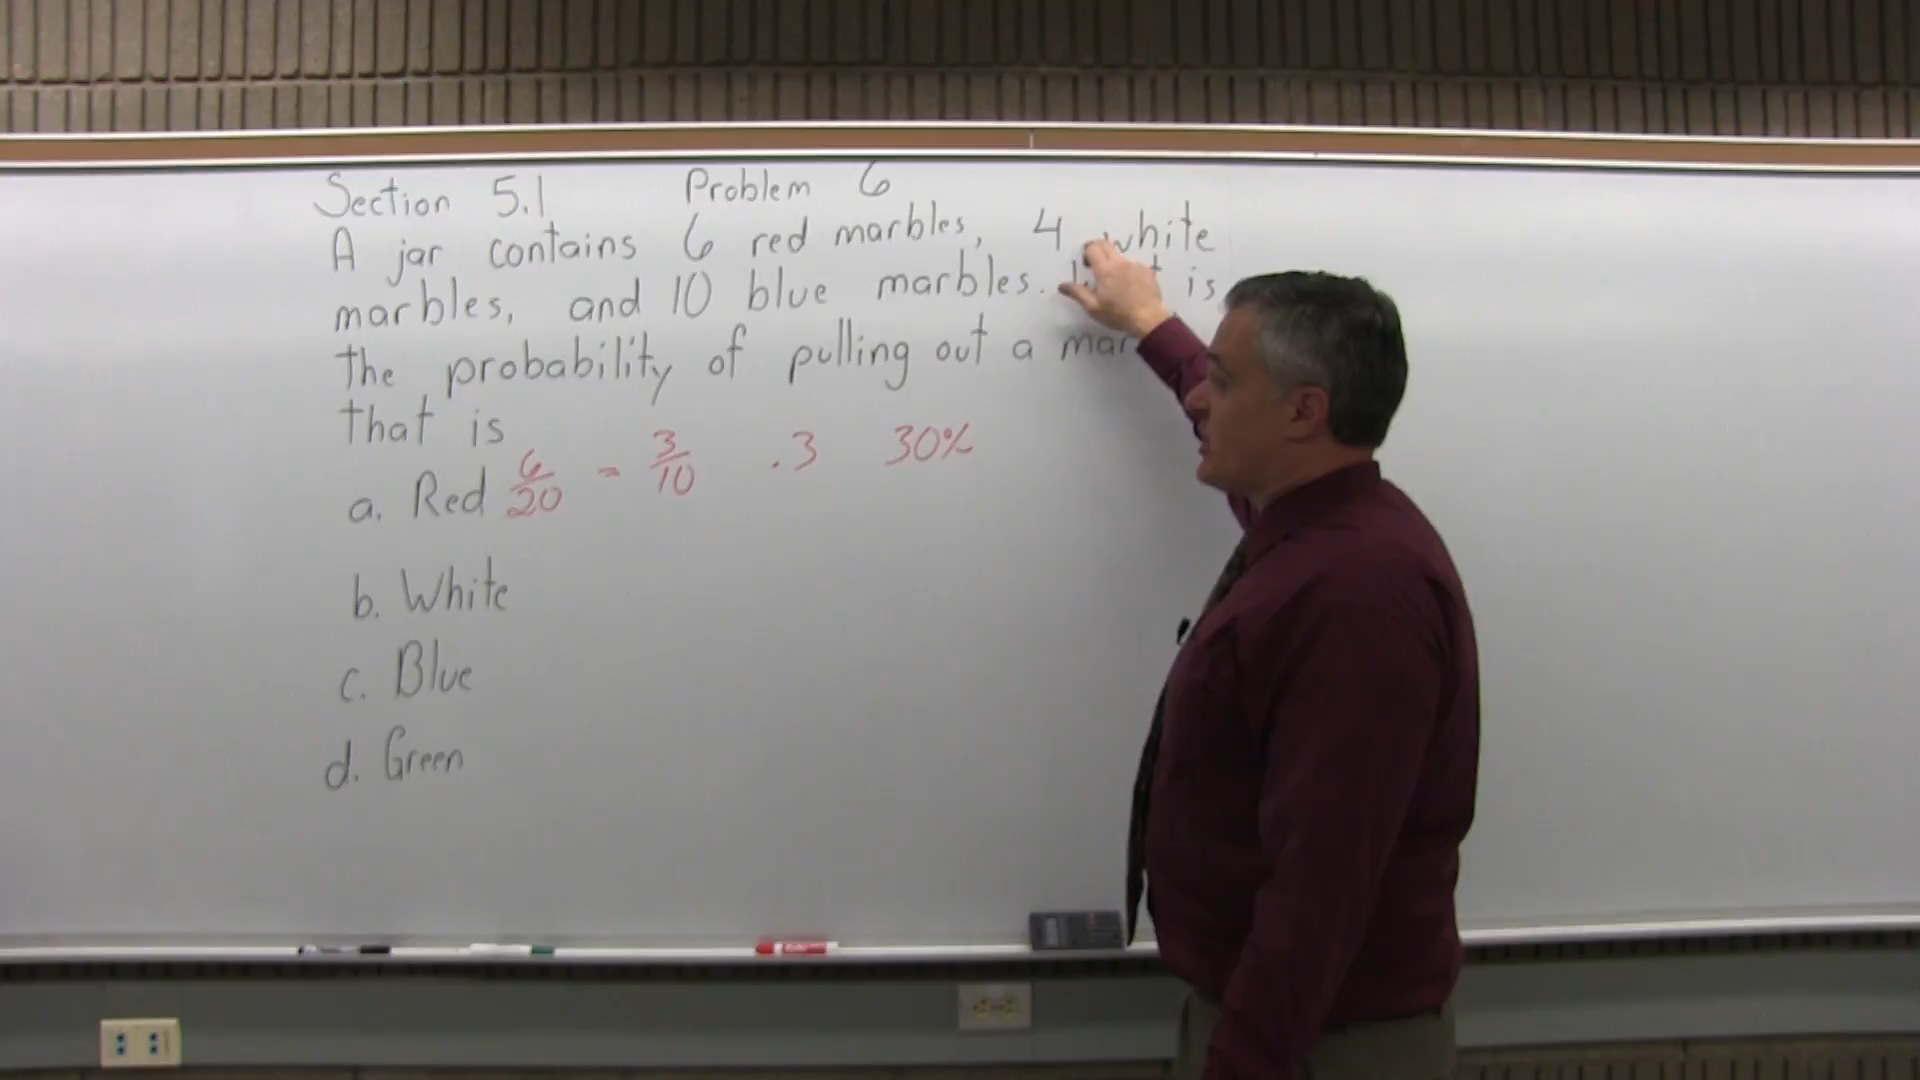 Section 5.1 Problem 6
A jar contains 6 red marbles, 4 white
marbles, and 10 blue marbles. is
the probability of pulling out a mar
that is
a. Red 6/20 = 3/10 .3 30%
b. White
c. Blue
d. Green